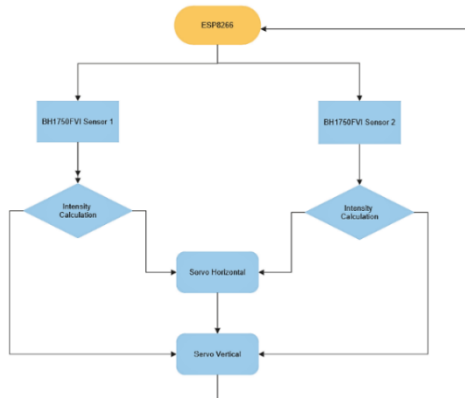 ESP8266
BH1750FVI Sensor 1
BH1750FVI Sensor 2
Intensity
Calculation
Intensity
Calculation
Servo Horizontal
Servo Vertical